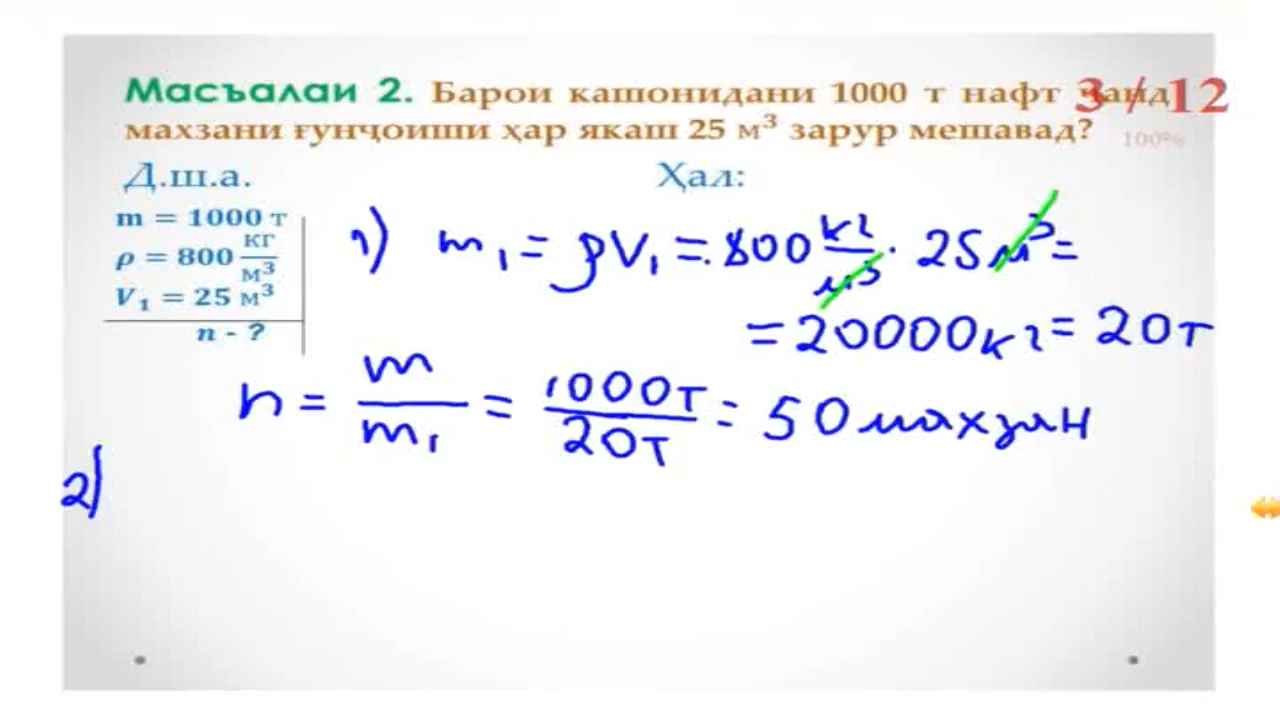 Масъалаи 2. Барои кашонидани 1000 т нафт чанд
3 / 12
махзани ғунҷоиши ҳар якаш 25 м³ зарур мешавад?
100%
Д.ш.а.
Ҳал:
m = 1000 т
ρ = 800 кг/м³
V₁ = 25 м³
n - ?
1) m₁ = ρV₁ = 800 кг/м³ · 25 м³ =
= 20000 кг = 20 т
n = m/m₁ = 1000т/20т = 50 махзан
2)